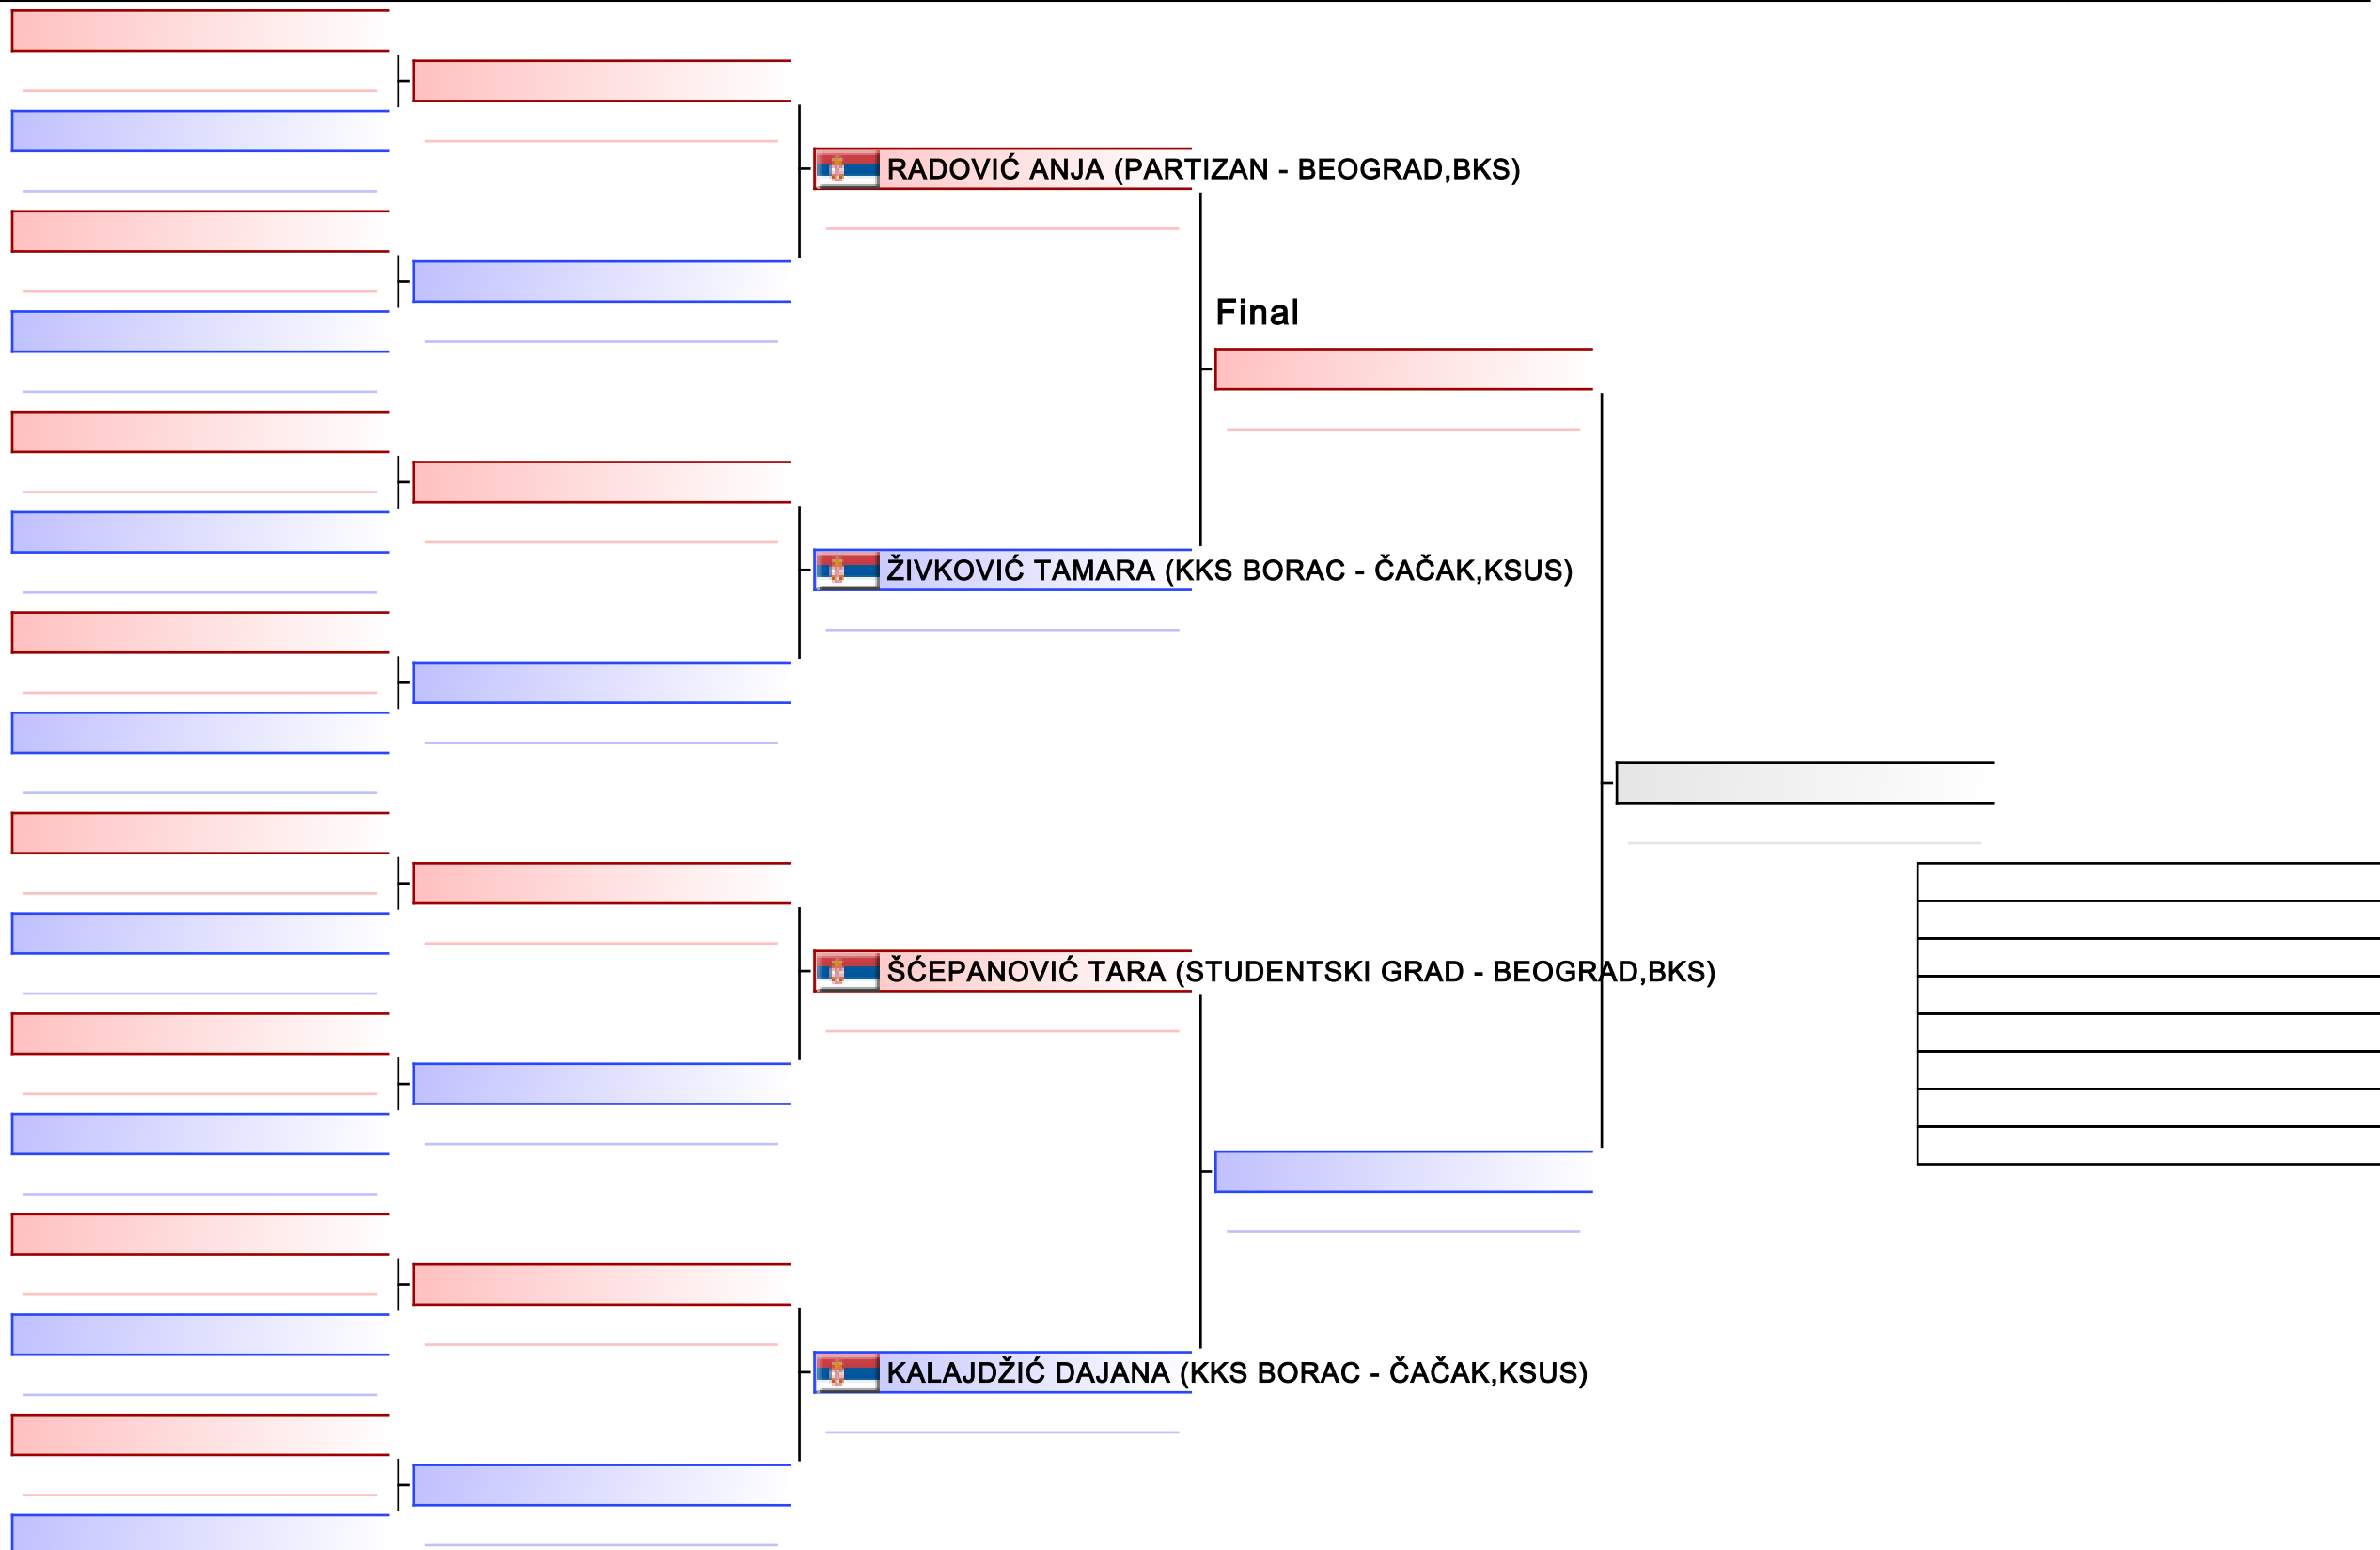 RADOVIĆ ANJA (PARTIZAN - BEOGRAD,BKS)
Final
ŽIVKOVIĆ TAMARA (KKS BORAC - ČAČAK,KSUS)
ŠĆEPANOVIĆ TARA (STUDENTSKI GRAD - BEOGRAD,BKS)
KALAJDŽIĆ DAJANA (KKS BORAC - ČAČAK,KSUS)